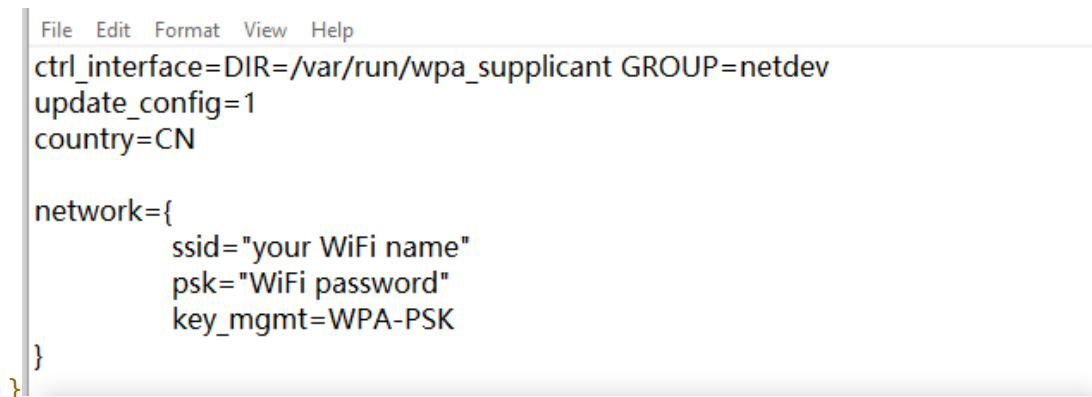 File Edit Format View Help
ctrl_interface=DIR=/var/run/wpa_supplicant GROUP=netdev
update_config=1
country=CN

network={
ssid="your WiFi name"
psk="WiFi password"
key_mgmt=WPA-PSK
}
}